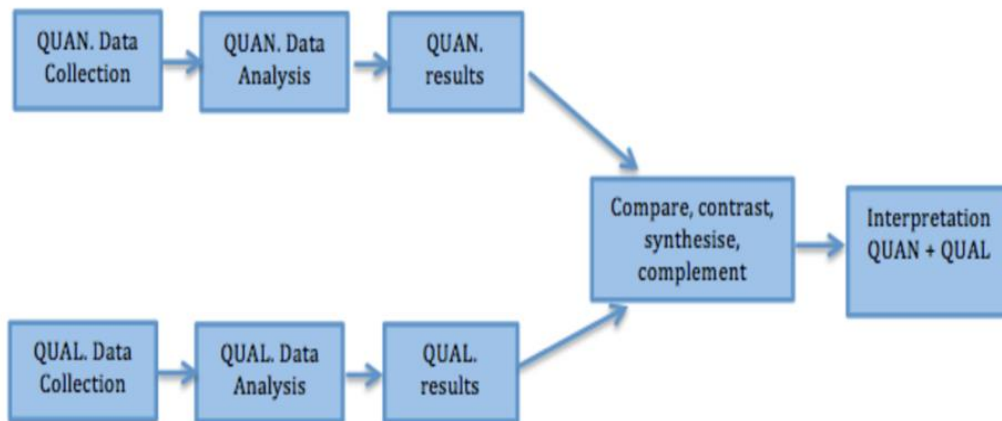 QUAN. Data
Collection
QUAN. Data
Analysis
QUAN.
results
Compare, contrast,
synthesise,
complement
Interpretation
QUAN + QUAL
QUAL. Data
Collection
QUAL. Data
Analysis
QUAL.
results